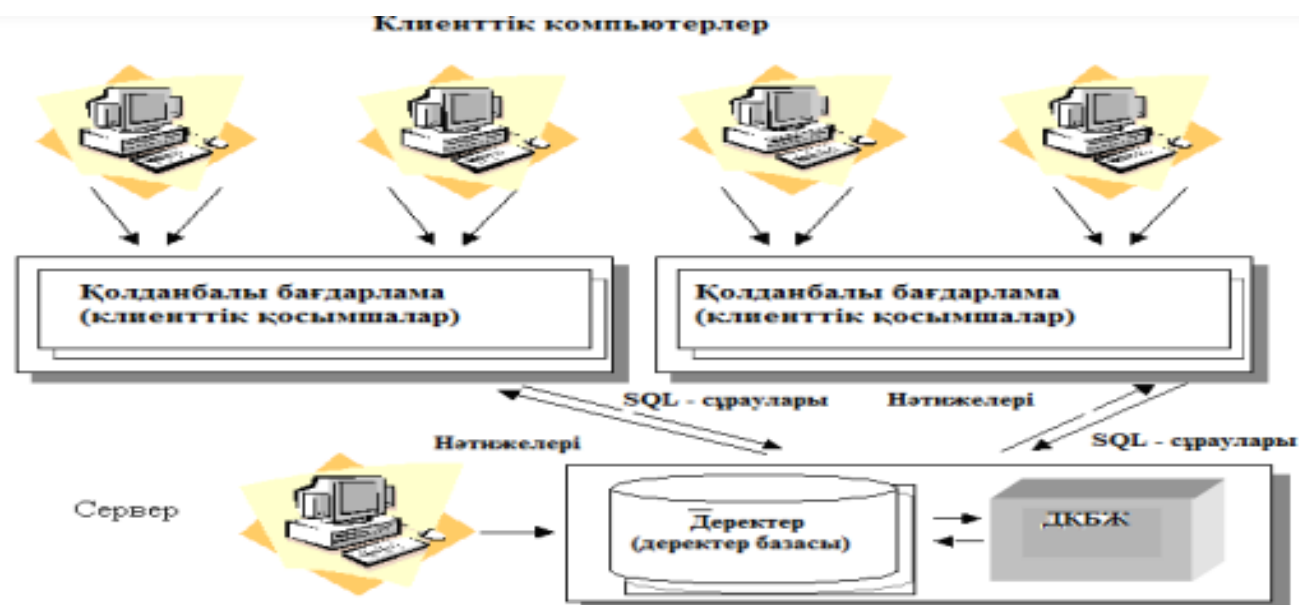 Клиенттік компьютерлер
Қолданбалы бағдарлама
(клиенттік қосымшалар)
Қолданбалы бағдарлама
(клиенттік қосымшалар)
SQL - сұраулары
Нәтижелері
Нәтижелері
SQL - сұраулары
Сервер
Деректер
(деректер базасы)
ДКБЖ